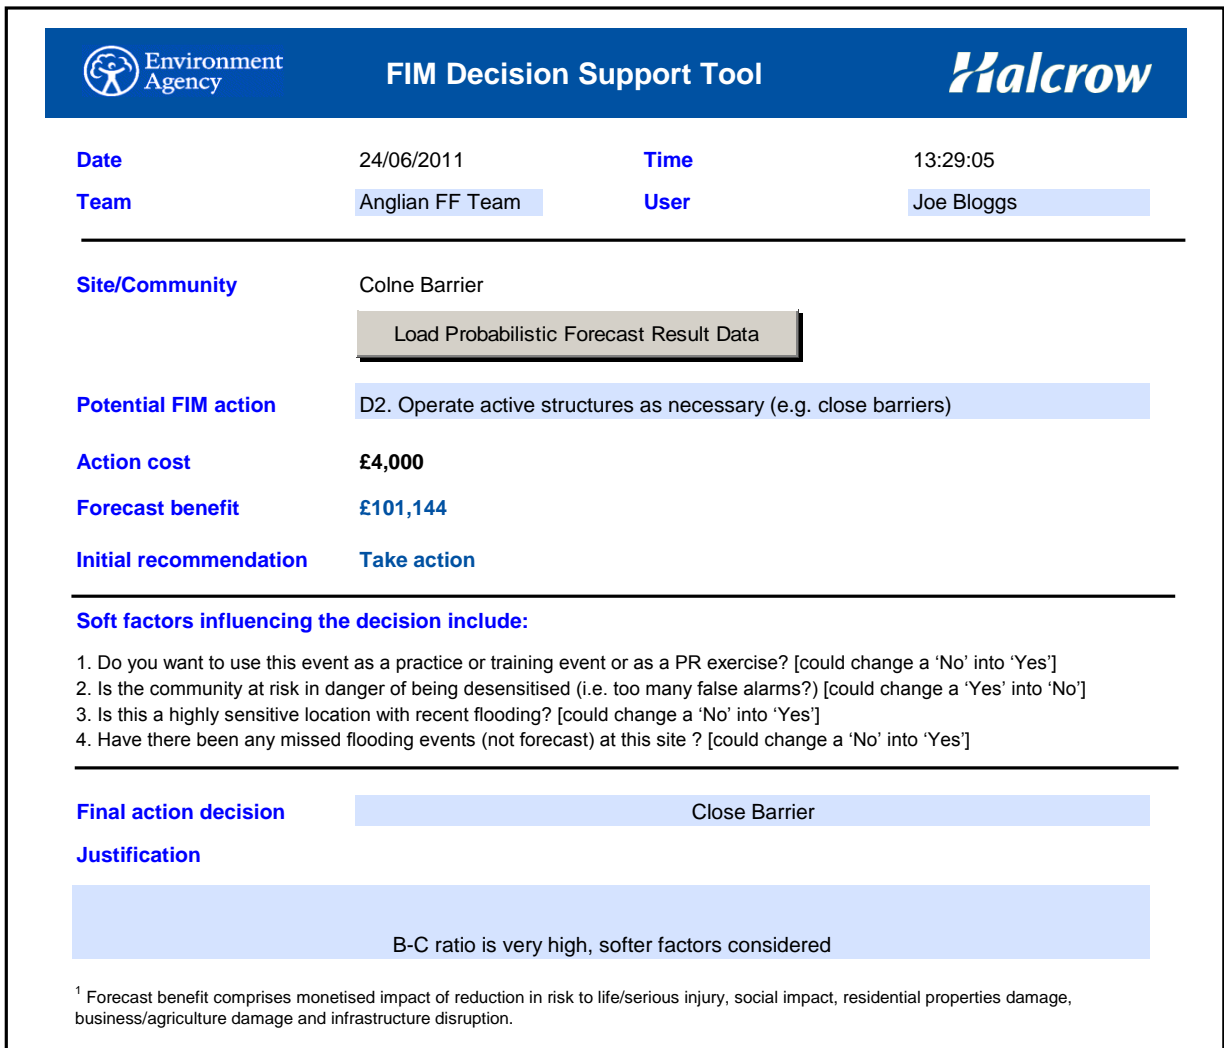 Environment
Agency
FIM Decision Support Tool
Halcrow
Date 24/06/2011 Time 13:29:05
Team Anglian FF Team User Joe Bloggs
Site/Community Colne Barrier
Load Probabilistic Forecast Result Data
Potential FIM action D2. Operate active structures as necessary (e.g. close barriers)
Action cost £4,000
Forecast benefit £101,144
Initial recommendation Take action
Soft factors influencing the decision include:
1. Do you want to use this event as a practice or training event or as a PR exercise? [could change a ‘No’ into ‘Yes’]
2. Is the community at risk in danger of being desensitised (i.e. too many false alarms?) [could change a ‘Yes’ into ‘No’]
3. Is this a highly sensitive location with recent flooding? [could change a ‘No’ into ‘Yes’]
4. Have there been any missed flooding events (not forecast) at this site ? [could change a ‘No’ into ‘Yes’]
Final action decision Close Barrier
Justification
B-C ratio is very high, softer factors considered
1 Forecast benefit comprises monetised impact of reduction in risk to life/serious injury, social impact, residential properties damage,
business/agriculture damage and infrastructure disruption.